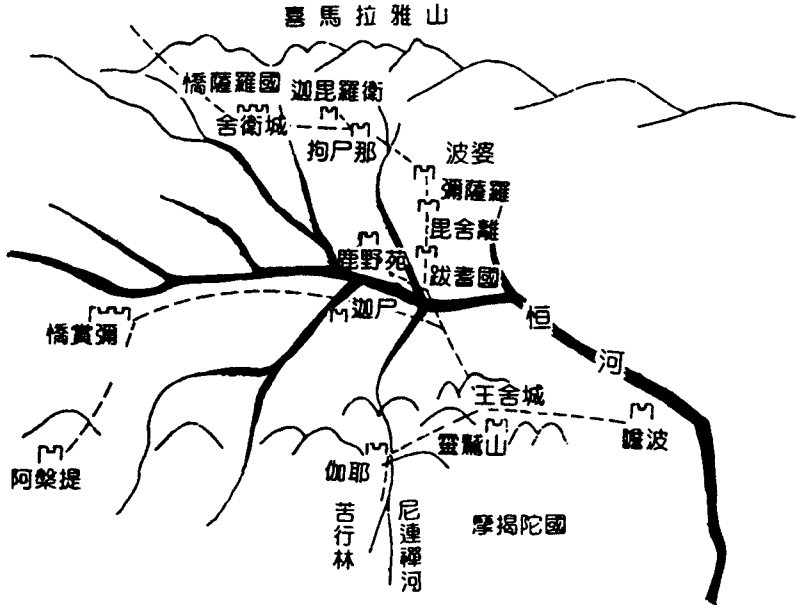 喜馬拉雅山
憍薩羅國
迦毘羅衛
舍衛城
拘尸那
波婆
彌薩羅
毘舍離
鹿野苑
跋耆國
迦尸
憍賞彌
恒河
王舍城
瞻波
靈鷲山
伽耶
阿槃提
苦行林
尼連禪河
摩揭陀國